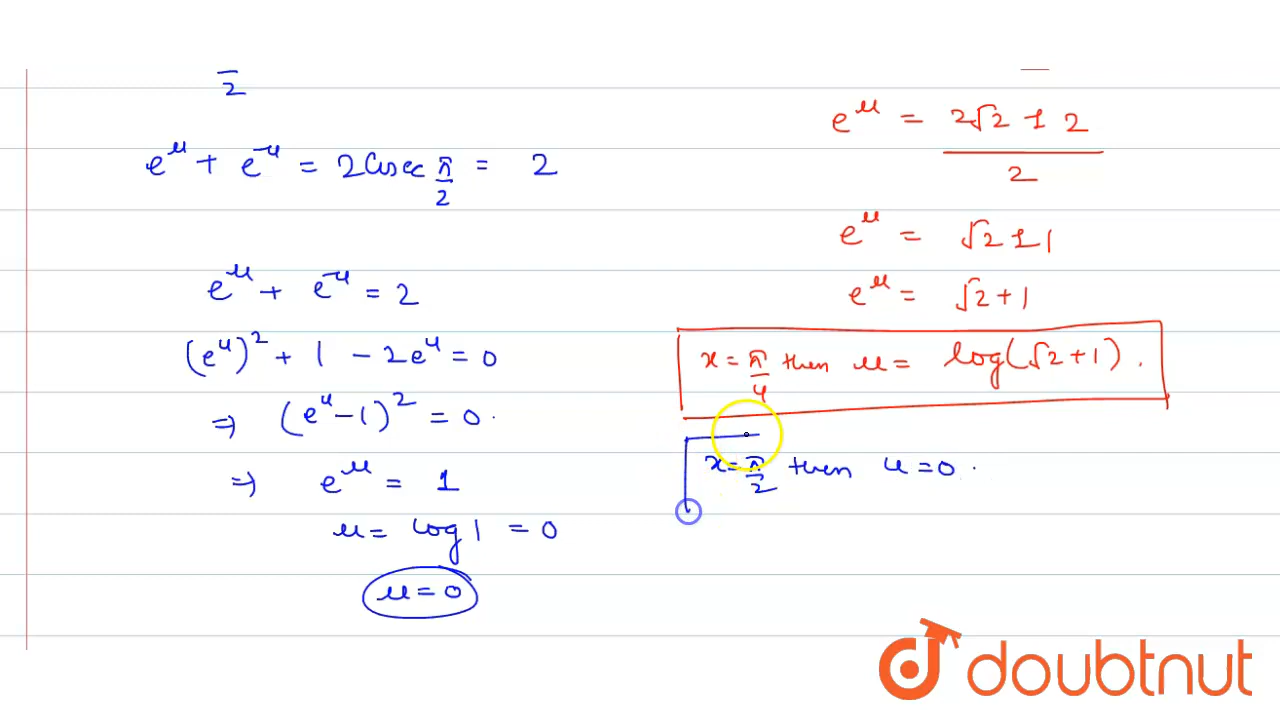 2
e^u + e^-u = 2Cosec π/2 = 2
e^u + e^-u = 2
(e^u)^2 + 1 - 2e^u = 0
⇒ (e^u - 1)^2 = 0.
⇒ e^u = 1
u = log 1 = 0
u = 0
e^u = (2√2 ± 2)/2
e^u = √2 ± 1
e^u = √2 + 1
x = π/4 then u = log(√2 + 1).
x = π/2 then u = 0.
doubtnut